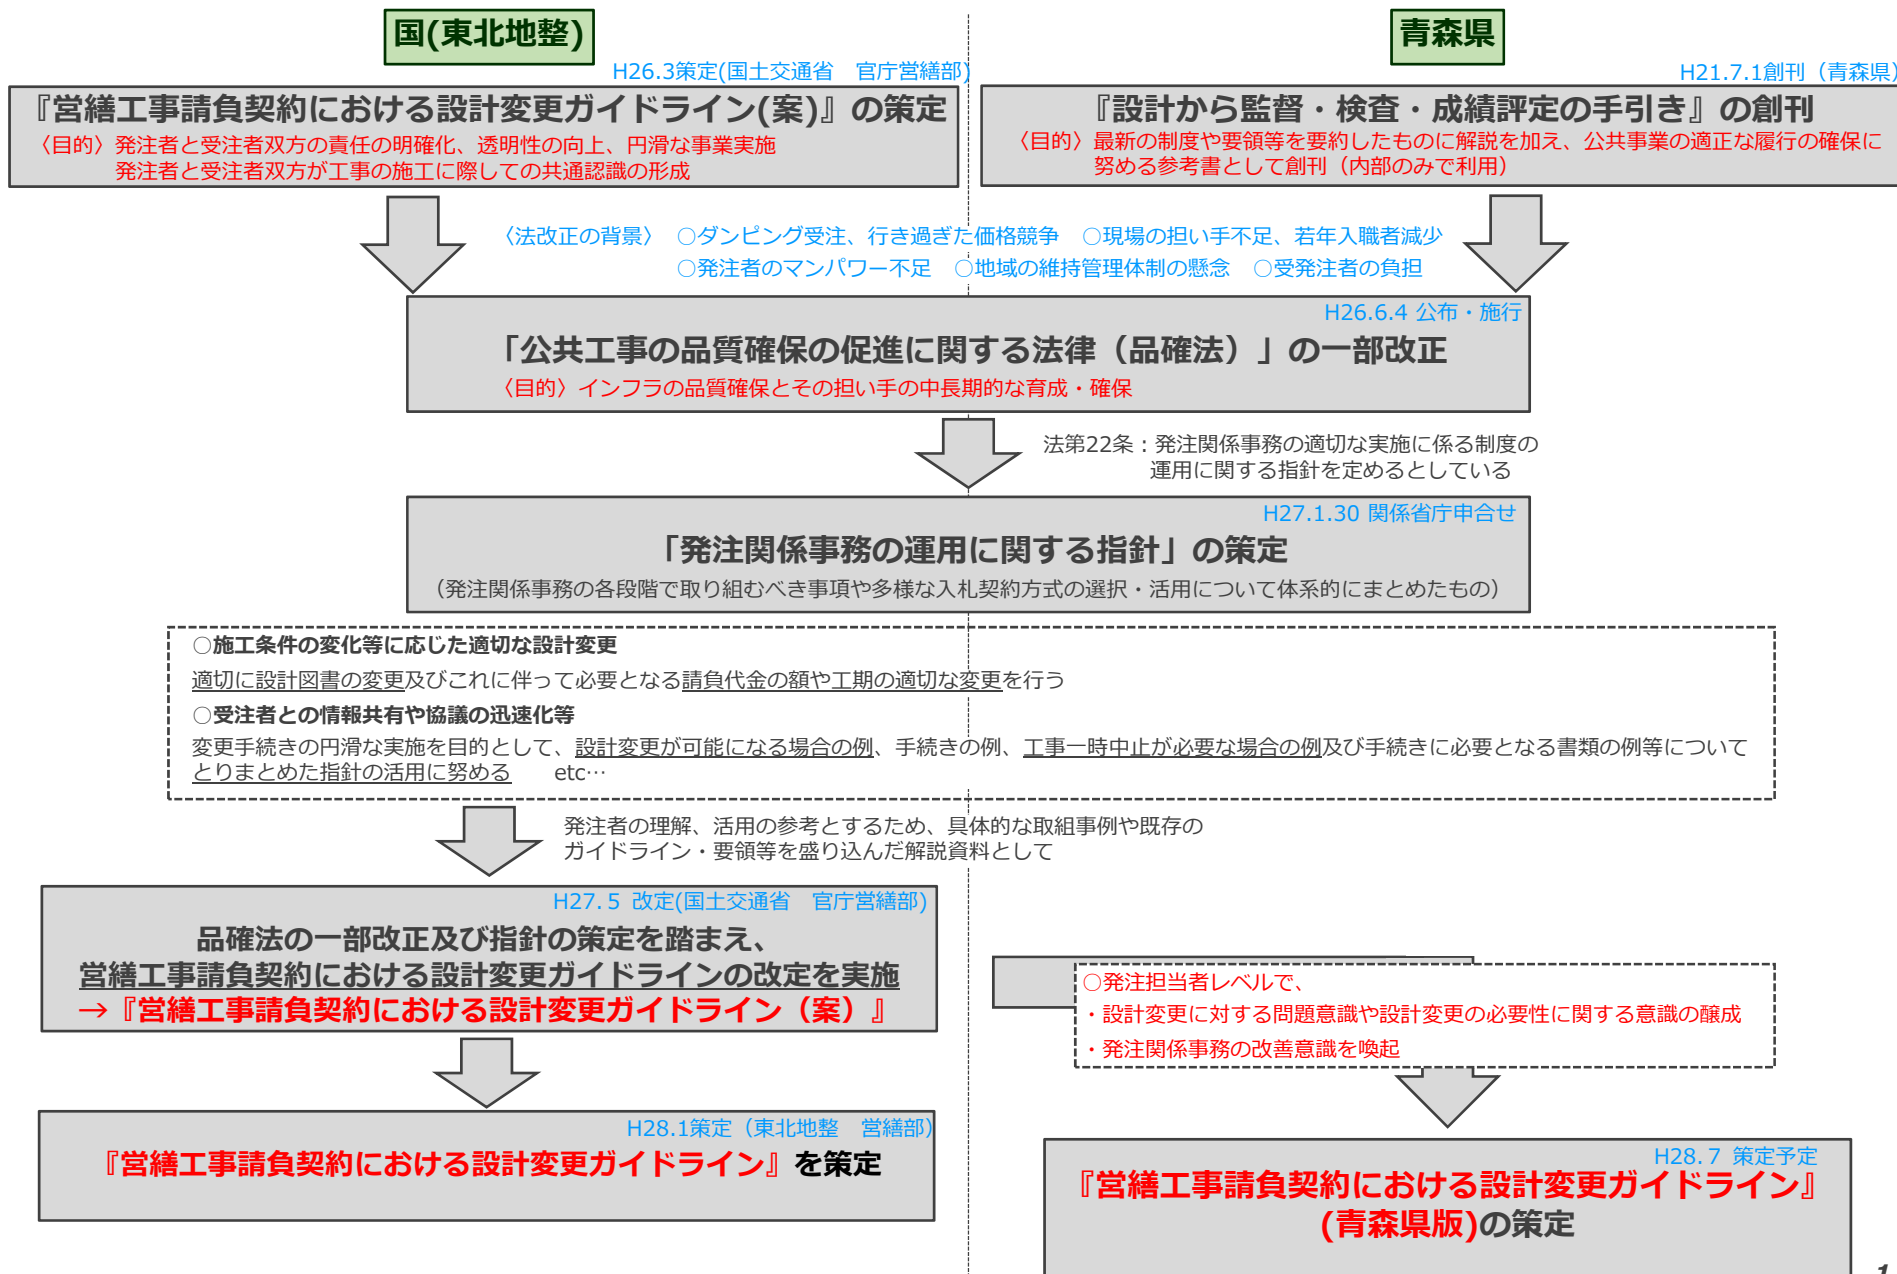 国(東北地整)
青森県
H26.3策定(国土交通省　官庁営繕部)
『営繕工事請負契約における設計変更ガイドライン(案)』の策定
〈目的〉発注者と受注者双方の責任の明確化、透明性の向上、円滑な事業実施
発注者と受注者双方が工事の施工に際しての共通認識の形成
H21.7.1創刊（青森県）
『設計から監督・検査・成績評定の手引き』の創刊
〈目的〉最新の制度や要領等を要約したものに解説を加え、公共事業の適正な履行の確保に
努める参考書として創刊（内部のみで利用）
〈法改正の背景〉 ○ダンピング受注、行き過ぎた価格競争　○現場の担い手不足、若年入職者減少
○発注者のマンパワー不足　○地域の維持管理体制の懸念　○受発注者の負担
H26.6.4 公布・施行
「公共工事の品質確保の促進に関する法律（品確法）」の一部改正
〈目的〉インフラの品質確保とその担い手の中長期的な育成・確保
法第22条：発注関係事務の適切な実施に係る制度の
運用に関する指針を定めるとしている
H27.1.30 関係省庁申合せ
「発注関係事務の運用に関する指針」の策定
（発注関係事務の各段階で取り組むべき事項や多様な入札契約方式の選択・活用について体系的にまとめたもの）
○施工条件の変化等に応じた適切な設計変更
適切に設計図書の変更及びこれに伴って必要となる請負代金の額や工期の適切な変更を行う
○受注者との情報共有や協議の迅速化等
変更手続きの円滑な実施を目的として、設計変更が可能になる場合の例、手続きの例、工事一時中止が必要な場合の例及び手続きに必要となる書類の例等について
とりまとめた指針の活用に努める　　etc…
発注者の理解、活用の参考とするため、具体的な取組事例や既存の
ガイドライン・要領等を盛り込んだ解説資料として
H27.５ 改定(国土交通省　官庁営繕部)
品確法の一部改正及び指針の策定を踏まえ、
営繕工事請負契約における設計変更ガイドラインの改定を実施
→『営繕工事請負契約における設計変更ガイドライン（案）』
○発注担当者レベルで、
・設計変更に対する問題意識や設計変更の必要性に関する意識の醸成
・発注関係事務の改善意識を喚起
H28.1策定（東北地整　営繕部）
『営繕工事請負契約における設計変更ガイドライン』を策定
H28.７ 策定予定
『営繕工事請負契約における設計変更ガイドライン』
(青森県版)の策定
1